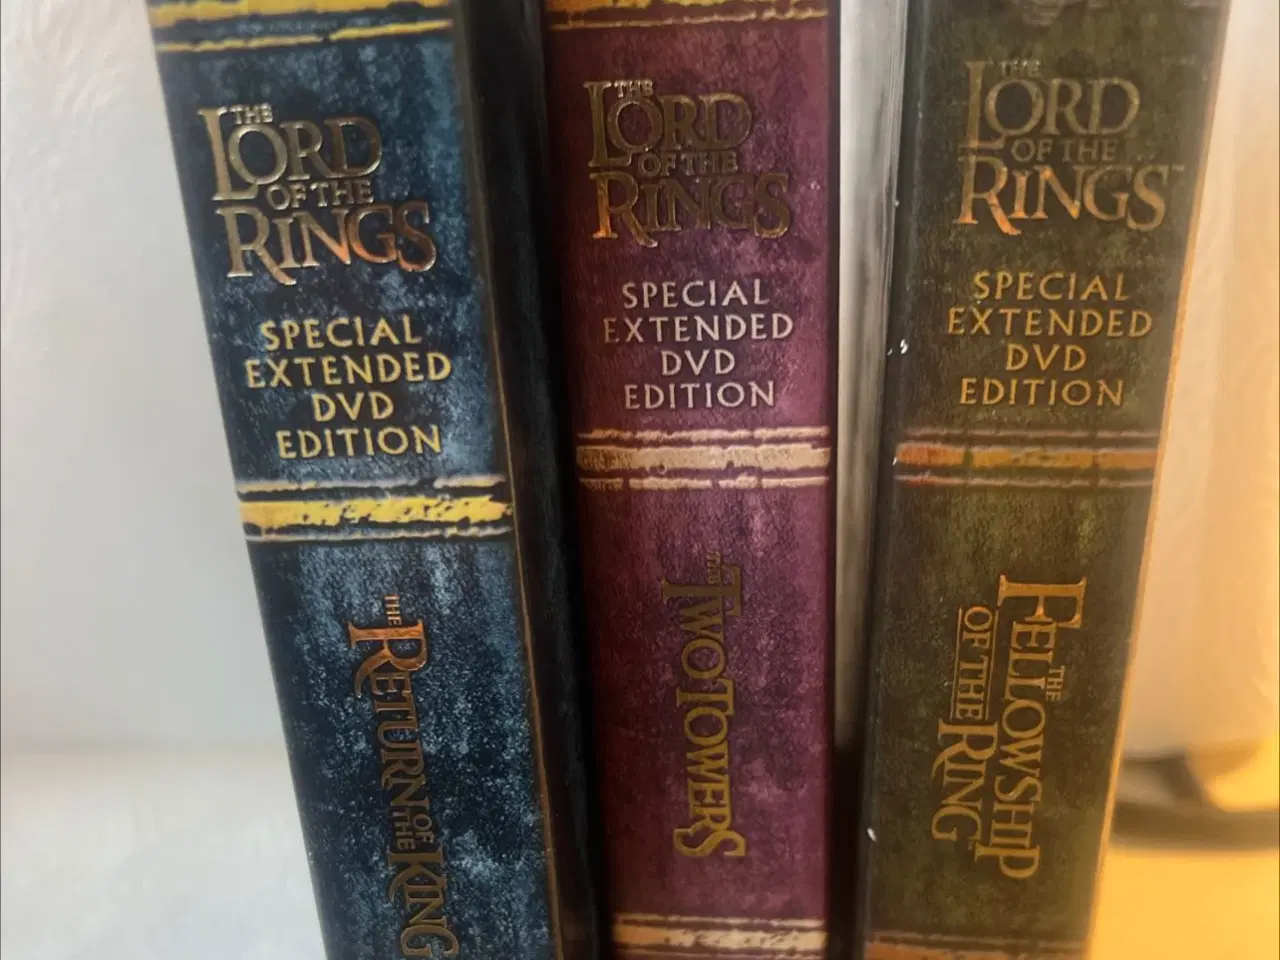 THE
LORD
OF THE
RINGS
SPECIAL
EXTENDED
DVD
EDITION
THE
RETURN OF
THE KING
THE
LORD
OF THE
RINGS
SPECIAL
EXTENDED
DVD
EDITION
THE
TWO TOWERS
THE
LORD
OF THE
RINGS™
SPECIAL
EXTENDED
DVD
EDITION
THE
FELLOWSHIP
OF THE RING